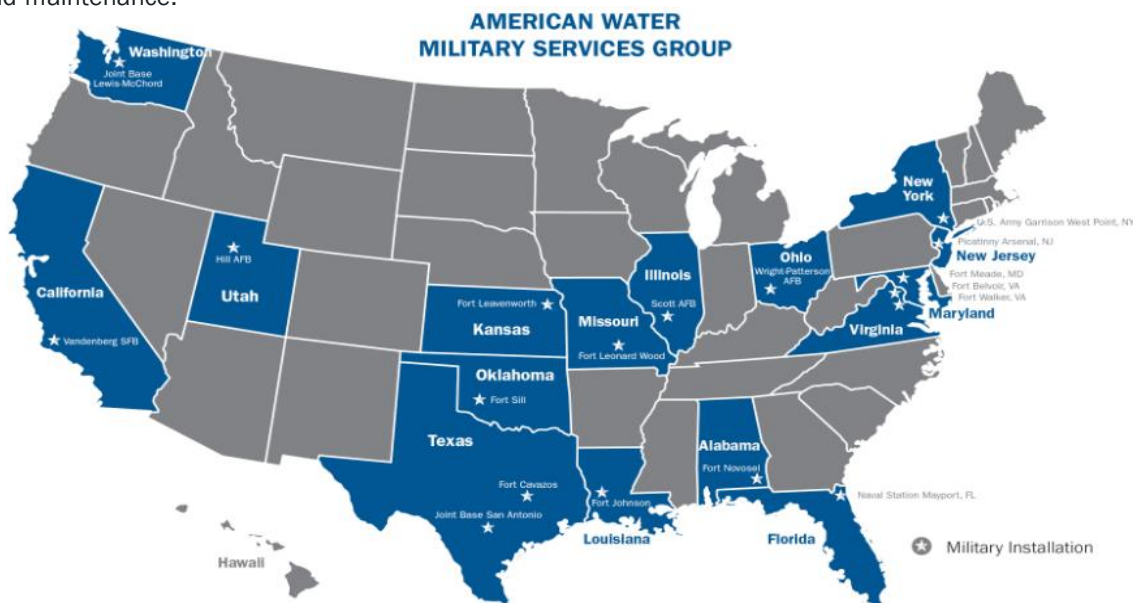 d maintenance.
AMERICAN WATER
MILITARY SERVICES GROUP
Washington
Joint Base
Lewis-McChord
New
York
U.S. Army Garrison West Point, NY
Picatinny Arsenal, NJ
New Jersey
Fort Meade, MD
Fort Belvoir, VA
Fort Walker, VA
Maryland
Virginia
Ohio
Wright-Patterson
AFB
Illinois
Scott AFB
Hill AFB
Utah
California
Vandenberg SFB
Fort Leavenworth
Kansas
Missouri
Fort Leonard Wood
Oklahoma
Fort Sill
Texas
Fort Cavazos
Joint Base San Antonio
Fort Johnson
Louisiana
Alabama
Fort Novosel
Naval Station Mayport, FL
Florida
Hawaii
Military Installation